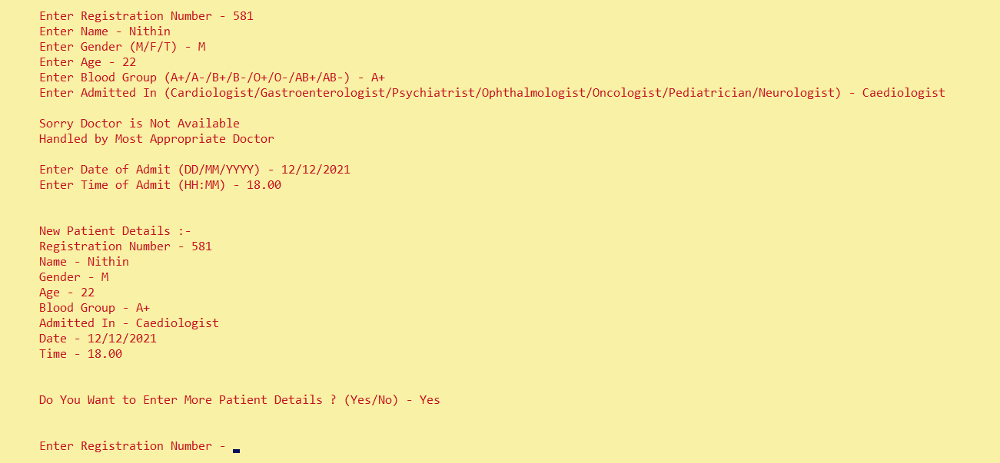 Enter Registration Number - 581
Enter Name - Nithin
Enter Gender (M/F/T) - M
Enter Age - 22
Enter Blood Group (A+/A-/B+/B-/O+/O-/AB+/AB-) - A+
Enter Admitted In (Cardiologist/Gastroenterologist/Psychiatrist/Ophthalmologist/Oncologist/Pediatrician/Neurologist) - Caediologist
Sorry Doctor is Not Available
Handled by Most Appropriate Doctor
Enter Date of Admit (DD/MM/YYYY) - 12/12/2021
Enter Time of Admit (HH:MM) - 18.00
New Patient Details :-
Registration Number - 581
Name - Nithin
Gender - M
Age - 22
Blood Group - A+
Admitted In - Caediologist
Date - 12/12/2021
Time - 18.00
Do You Want to Enter More Patient Details ? (Yes/No) - Yes
Enter Registration Number -